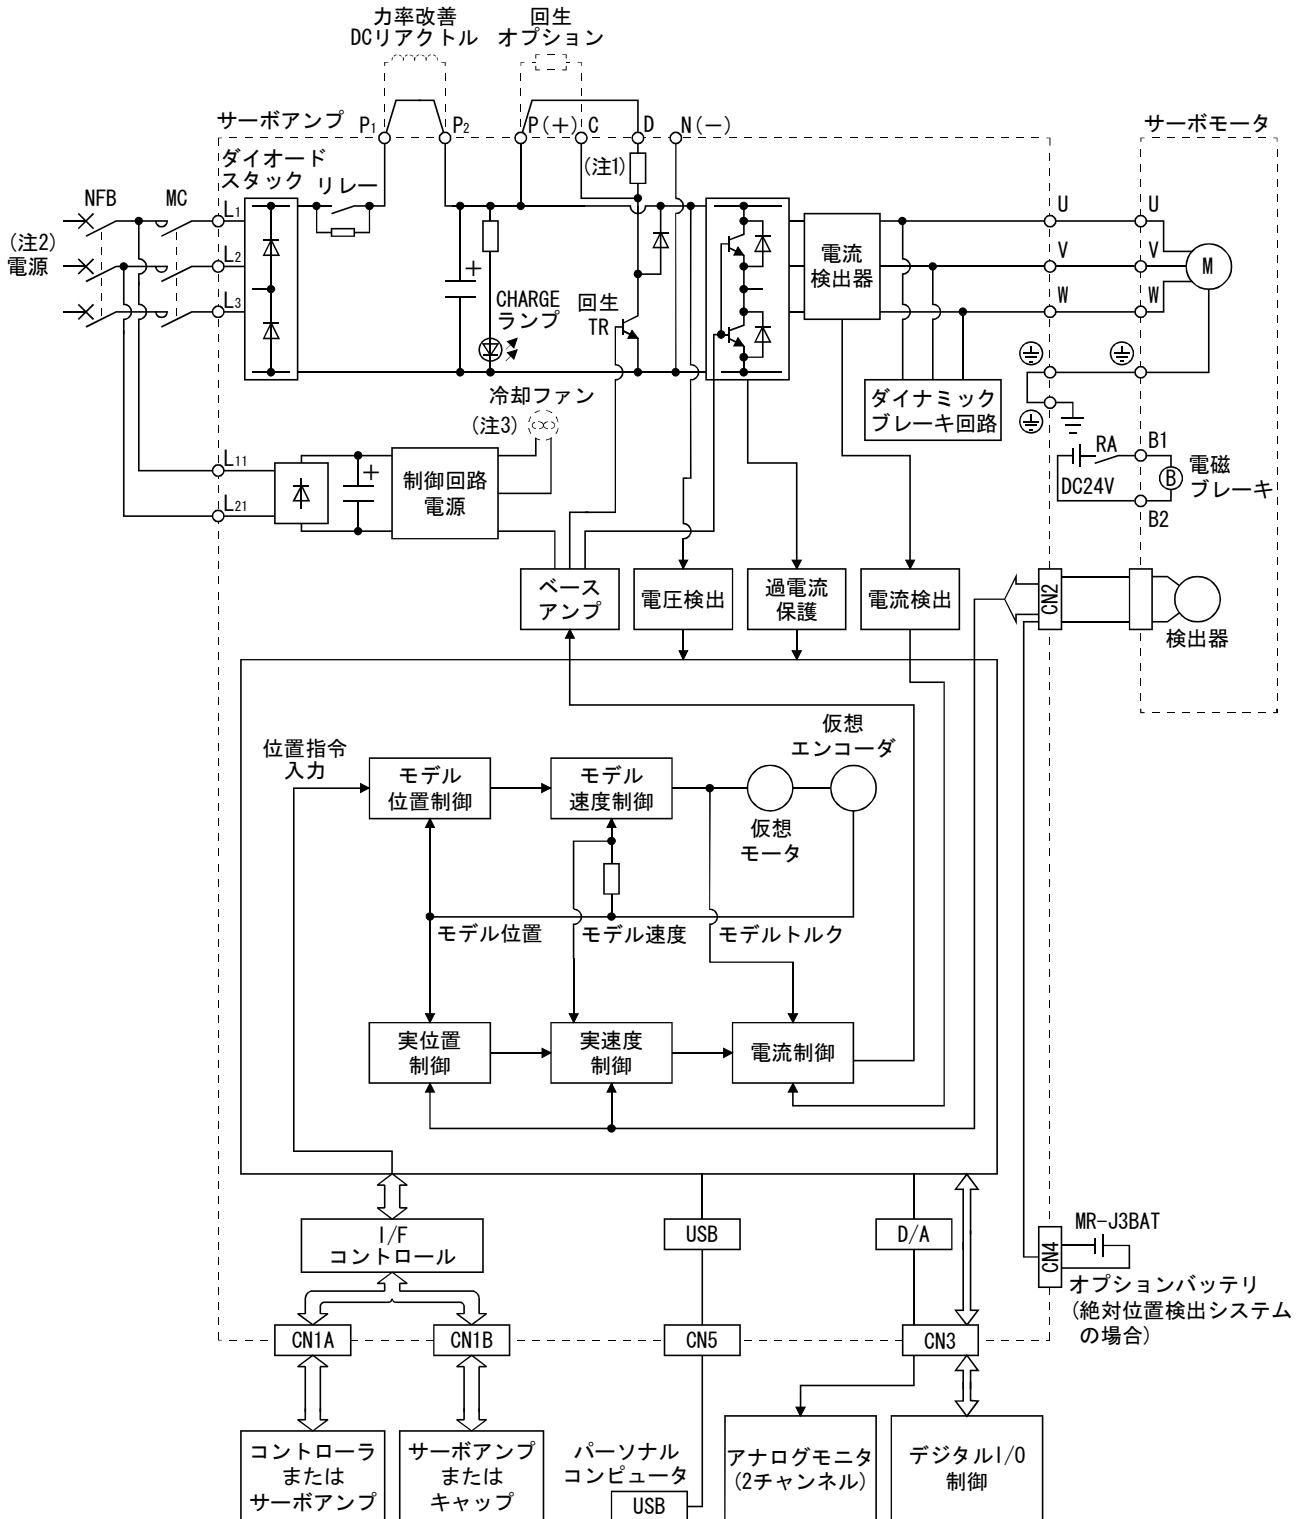 力率改善
DCリアクトル
回生
オプション
サーボアンプ
P1
P2
P(+)
C
D
N(−)
サーボモータ
ダイオード
スタック
リレー
(注1)
NFB
MC
L1
L2
L3
(注2)
電源
CHARGE
ランプ
回生
TR
電流
検出器
U
V
W
U
V
W
M
ダイナミック
ブレーキ回路
冷却ファン
(注3)
L11
L21
制御回路
電源
RA
DC24V
B1
B
B2
電磁
ブレーキ
ベース
アンプ
電圧検出
過電流
保護
電流検出
CN2
検出器
位置指令
入力
モデル
位置制御
モデル
速度制御
仮想
エンコーダ
仮想
モータ
モデル位置
モデル速度
モデルトルク
実位置
制御
実速度
制御
電流制御
I/F
コントロール
USB
D/A
CN4
MR-J3BAT
オプションバッテリ
(絶対位置検出システム
の場合)
CN1A
CN1B
CN5
CN3
コントローラ
または
サーボアンプ
サーボアンプ
または
キャップ
パーソナル
コンピュータ
USB
アナログモニタ
(2チャンネル)
デジタルI/O
制御